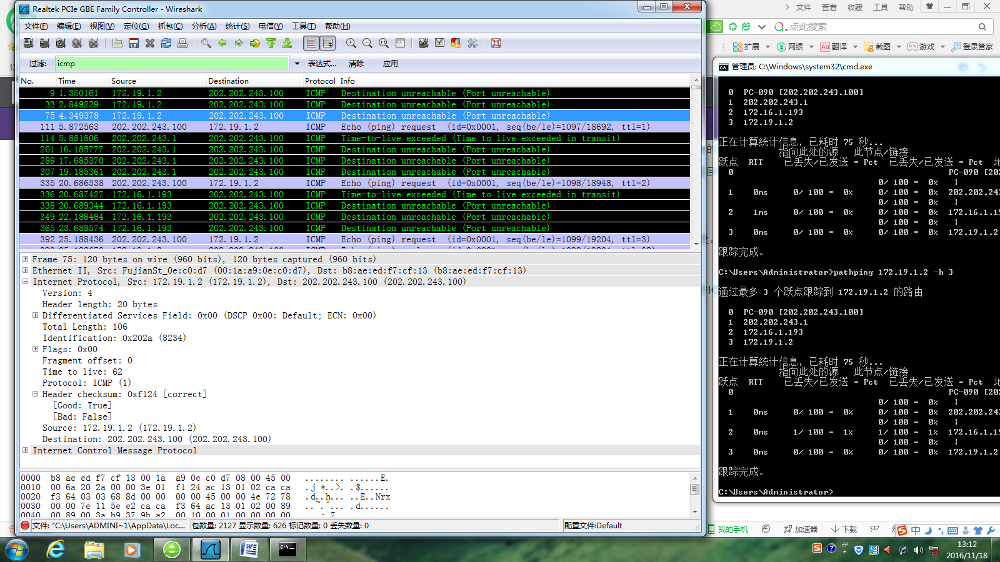 Realtek PCIe GBE Family Controller - Wireshark
文件(F) 编辑(E) 视图(V) 定位(G) 抓包(C) 分析(A) 统计(S) 电信(Y) 工具(T) 帮助(H)
过滤: icmp 表达式... 清除 应用
No. Time Source Destination Protocol Info
9 1.350161 172.19.1.2 202.202.243.100 ICMP Destination unreachable (Port unreachable)
33 2.849229 172.19.1.2 202.202.243.100 ICMP Destination unreachable (Port unreachable)
75 4.349378 172.19.1.2 202.202.243.100 ICMP Destination unreachable (Port unreachable)
111 5.872563 202.202.243.100 172.19.1.2 ICMP Echo (ping) request (id=0x0001, seq(be/le)=1097/18692, ttl=1)
114 5.881806 202.202.243.1 202.202.243.100 ICMP Time-to-live exceeded (Time to live exceeded in transit)
261 16.185777 202.202.243.1 202.202.243.100 ICMP Destination unreachable (Port unreachable)
289 17.685370 202.202.243.1 202.202.243.100 ICMP Destination unreachable (Port unreachable)
307 19.185361 202.202.243.1 202.202.243.100 ICMP Destination unreachable (Port unreachable)
335 20.686538 202.202.243.100 172.19.1.2 ICMP Echo (ping) request (id=0x0001, seq(be/le)=1098/18948, ttl=2)
336 20.687427 172.16.1.193 202.202.243.100 ICMP Time-to-live exceeded (Time to live exceeded in transit)
338 20.689344 172.16.1.193 202.202.243.100 ICMP Destination unreachable (Port unreachable)
349 22.188484 172.16.1.193 202.202.243.100 ICMP Destination unreachable (Port unreachable)
365 23.688574 172.16.1.193 202.202.243.100 ICMP Destination unreachable (Port unreachable)
392 25.188436 202.202.243.100 172.19.1.2 ICMP Echo (ping) request (id=0x0001, seq(be/le)=1099/19204, ttl=3)
Frame 75: 120 bytes on wire (960 bits), 120 bytes captured (960 bits)
Ethernet II, Src: FujianSt_0e:c0:d7 (00:1a:a9:0e:c0:d7), Dst: b8:ae:ed:f7:cf:13 (b8:ae:ed:f7:cf:13)
Internet Protocol, Src: 172.19.1.2 (172.19.1.2), Dst: 202.202.243.100 (202.202.243.100)
Version: 4
Header length: 20 bytes
Differentiated Services Field: 0x00 (DSCP 0x00: Default; ECN: 0x00)
Total Length: 106
Identification: 0x202a (8234)
Flags: 0x00
Fragment offset: 0
Time to live: 62
Protocol: ICMP (1)
Header checksum: 0xf124 [correct]
[Good: True]
[Bad: False]
Source: 172.19.1.2 (172.19.1.2)
Destination: 202.202.243.100 (202.202.243.100)
Internet Control Message Protocol
0000 b8 ae ed f7 cf 13 00 1a a9 0e c0 d7 08 00 45 00 ........ ......E.
0010 00 6a 20 2a 00 00 3e 01 f1 24 ac 13 01 02 ca ca .j *..>. .$......
0020 f3 64 03 03 68 8d 00 00 00 00 45 00 00 4e 72 78 .d..h... ..E..Nrx
0030 00 00 7e 11 5e e2 ca ca f3 64 ac 13 01 02 00 89 ..~.^... .d......
0040 00 89 00 3a b9 37 9b a2 00 10 00 01 00 00 00 00
文件: "C:\Users\ADMINI~1\AppData\Loc... 包数量: 2127 显示数量: 626 标记数量: 0 丢失数量: 0 配置文件:Default
文件 查看 收藏 工具 帮助
点此搜索
扩展 网银 Aa 翻译 截图 游戏 登录管家
管理员: C:\Windows\system32\cmd.exe
0 PC-090 [202.202.243.100]
1 202.202.243.1
2 172.16.1.193
3 172.19.1.2
正在计算统计信息，已耗时 75 秒...
指向此处的源 此节点/链接
跃点 RTT 已丢失/已发送 = Pct 已丢失/已发送 = Pct 地
0 PC-090 [202
0/ 100 = 0% |
1 0ms 0/ 100 = 0% 0/ 100 = 0% 202.202.243
0/ 100 = 0% |
2 1ms 0/ 100 = 0% 0/ 100 = 0% 172.16.1.19
0/ 100 = 0% |
3 0ms 0/ 100 = 0% 0/ 100 = 0% 172.19.1.2
跟踪完成。
C:\Users\Administrator>pathping 172.19.1.2 -h 3
通过最多 3 个跃点跟踪到 172.19.1.2 的路由
0 PC-090 [202.202.243.100]
1 202.202.243.1
2 172.16.1.193
3 172.19.1.2
正在计算统计信息，已耗时 75 秒...
指向此处的源 此节点/链接
跃点 RTT 已丢失/已发送 = Pct 已丢失/已发送 = Pct 地
0 PC-090 [202
0/ 100 = 0% |
1 0ms 0/ 100 = 0% 0/ 100 = 0% 202.202.243
0/ 100 = 0% |
2 0ms 1/ 100 = 1% 1/ 100 = 1% 172.16.1.19
0/ 100 = 0% |
3 0ms 0/ 100 = 0% 0/ 100 = 0% 172.19.1.2
跟踪完成。
C:\Users\Administrator>
我的手机 加速器 下载 中
13:12
2016/11/18